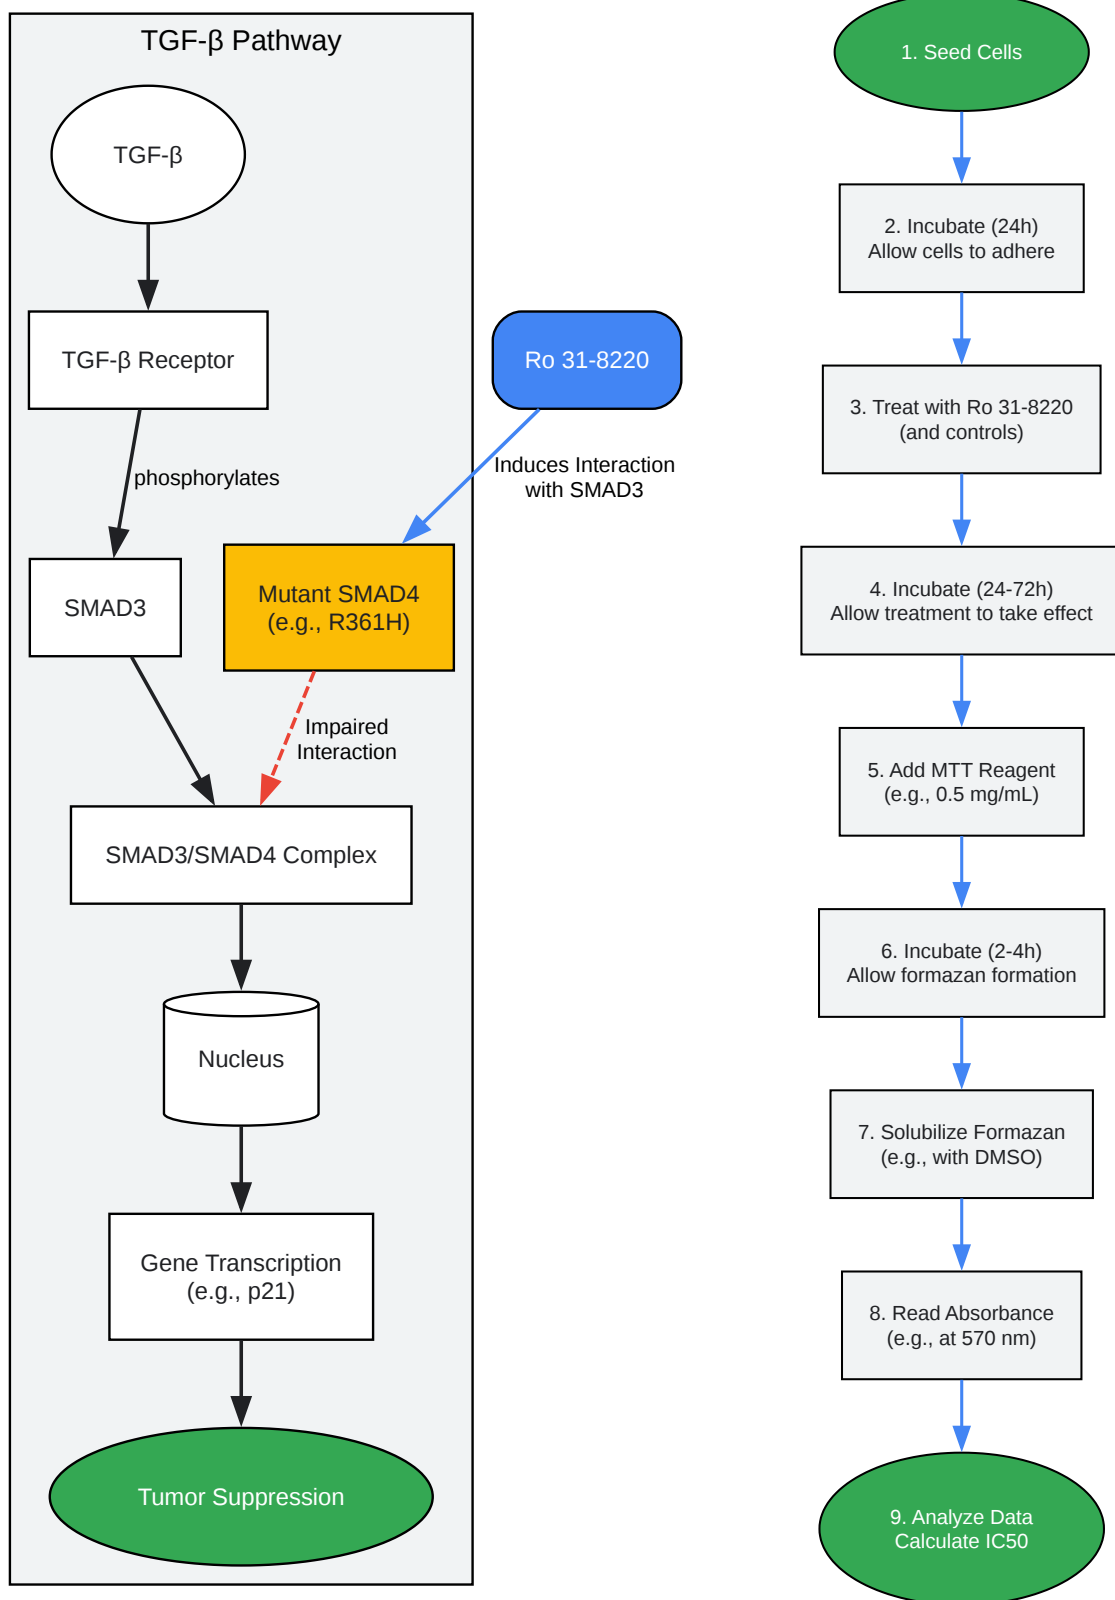 TGF-β Pathway
TGF-β
TGF-β Receptor
phosphorylates
SMAD3
Ro 31-8220
Induces Interaction
with SMAD3
Mutant SMAD4
(e.g., R361H)
Impaired
Interaction
SMAD3/SMAD4 Complex
Nucleus
Gene Transcription
(e.g., p21)
Tumor Suppression
1. Seed Cells
2. Incubate (24h)
Allow cells to adhere
3. Treat with Ro 31-8220
(and controls)
4. Incubate (24-72h)
Allow treatment to take effect
5. Add MTT Reagent
(e.g., 0.5 mg/mL)
6. Incubate (2-4h)
Allow formazan formation
7. Solubilize Formazan
(e.g., with DMSO)
8. Read Absorbance
(e.g., at 570 nm)
9. Analyze Data
Calculate IC50